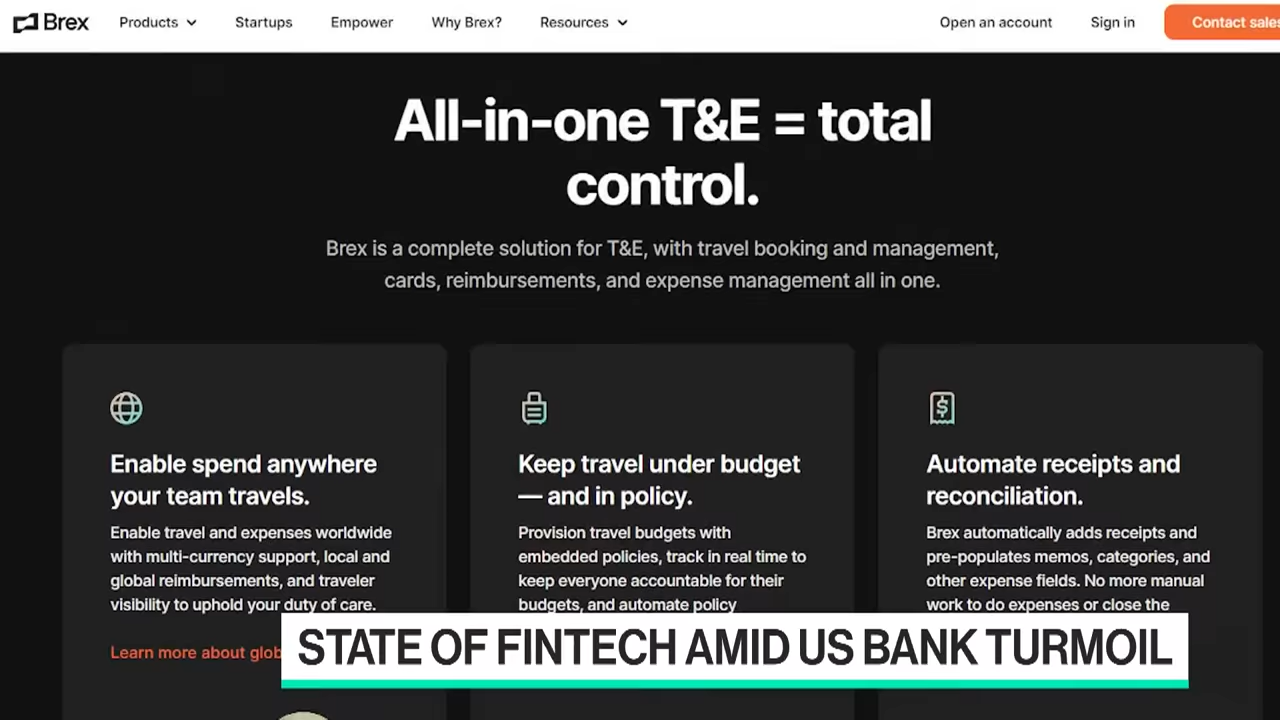 Brex Products Startups Empower Why Brex? Resources Open an account Sign in Contact sales
All-in-one T&E = total
control.
Brex is a complete solution for T&E, with travel booking and management,
cards, reimbursements, and expense management all in one.
Enable spend anywhere
your team travels.
Enable travel and expenses worldwide
with multi-currency support, local and
global reimbursements, and traveler
visibility to uphold your duty of care.
Learn more about glob
Keep travel under budget
— and in policy.
Provision travel budgets with
embedded policies, track in real time to
keep everyone accountable for their
budgets, and automate policy
Automate receipts and
reconciliation.
Brex automatically adds receipts and
pre-populates memos, categories, and
other expense fields. No more manual
work to do expenses or close the
STATE OF FINTECH AMID US BANK TURMOIL